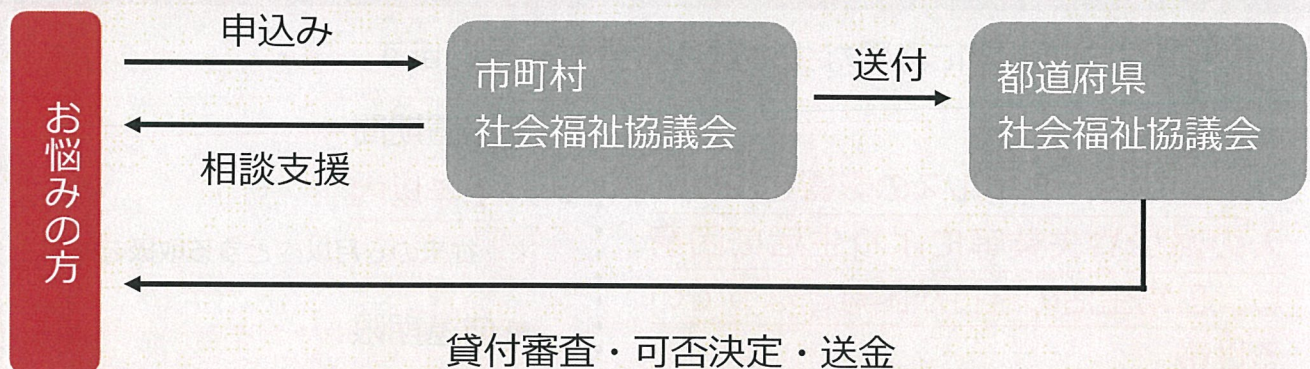 お悩みの方
申込み
相談支援
市町村
社会福祉協議会
送付
都道府県
社会福祉協議会
貸付審査・可否決定・送金